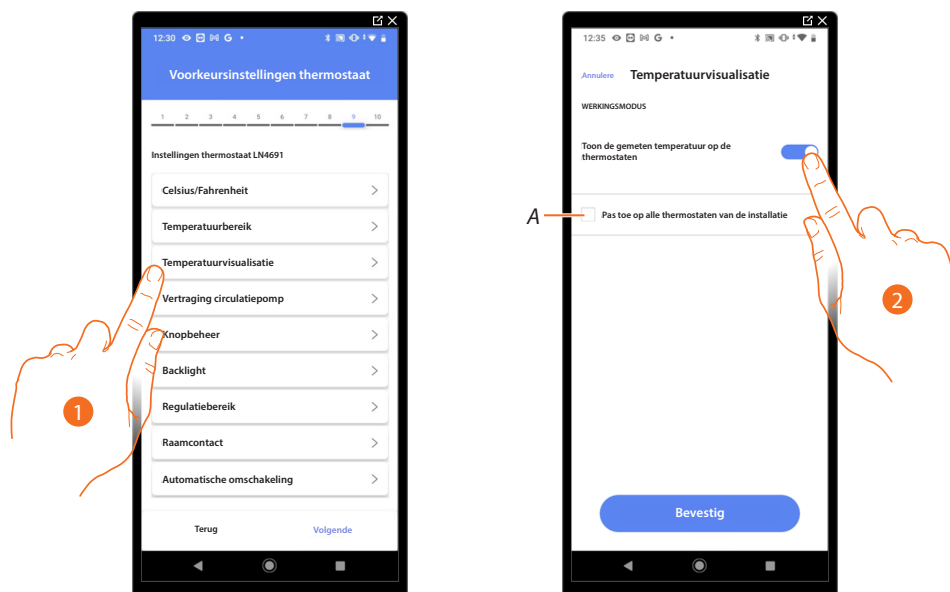 12:30 G
Voorkeursinstellingen thermostaat
1 2 3 4 5 6 7 8 9 10
Instellingen thermostaat LN4691
Celsius/Fahrenheit
Temperatuurbereik
Temperatuurvisualisatie
Vertraging circulatiepomp
Knopbeheer
Backlight
Regulatiebereik
Raamcontact
Automatische omschakeling
Terug Volgende
1
12:35 G
Annulere Temperatuurvisualisatie
WERKINGSMODUS
Toon de gemeten temperatuur op de
thermostaten
A
Pas toe op alle thermostaten van de installatie
2
Bevestig